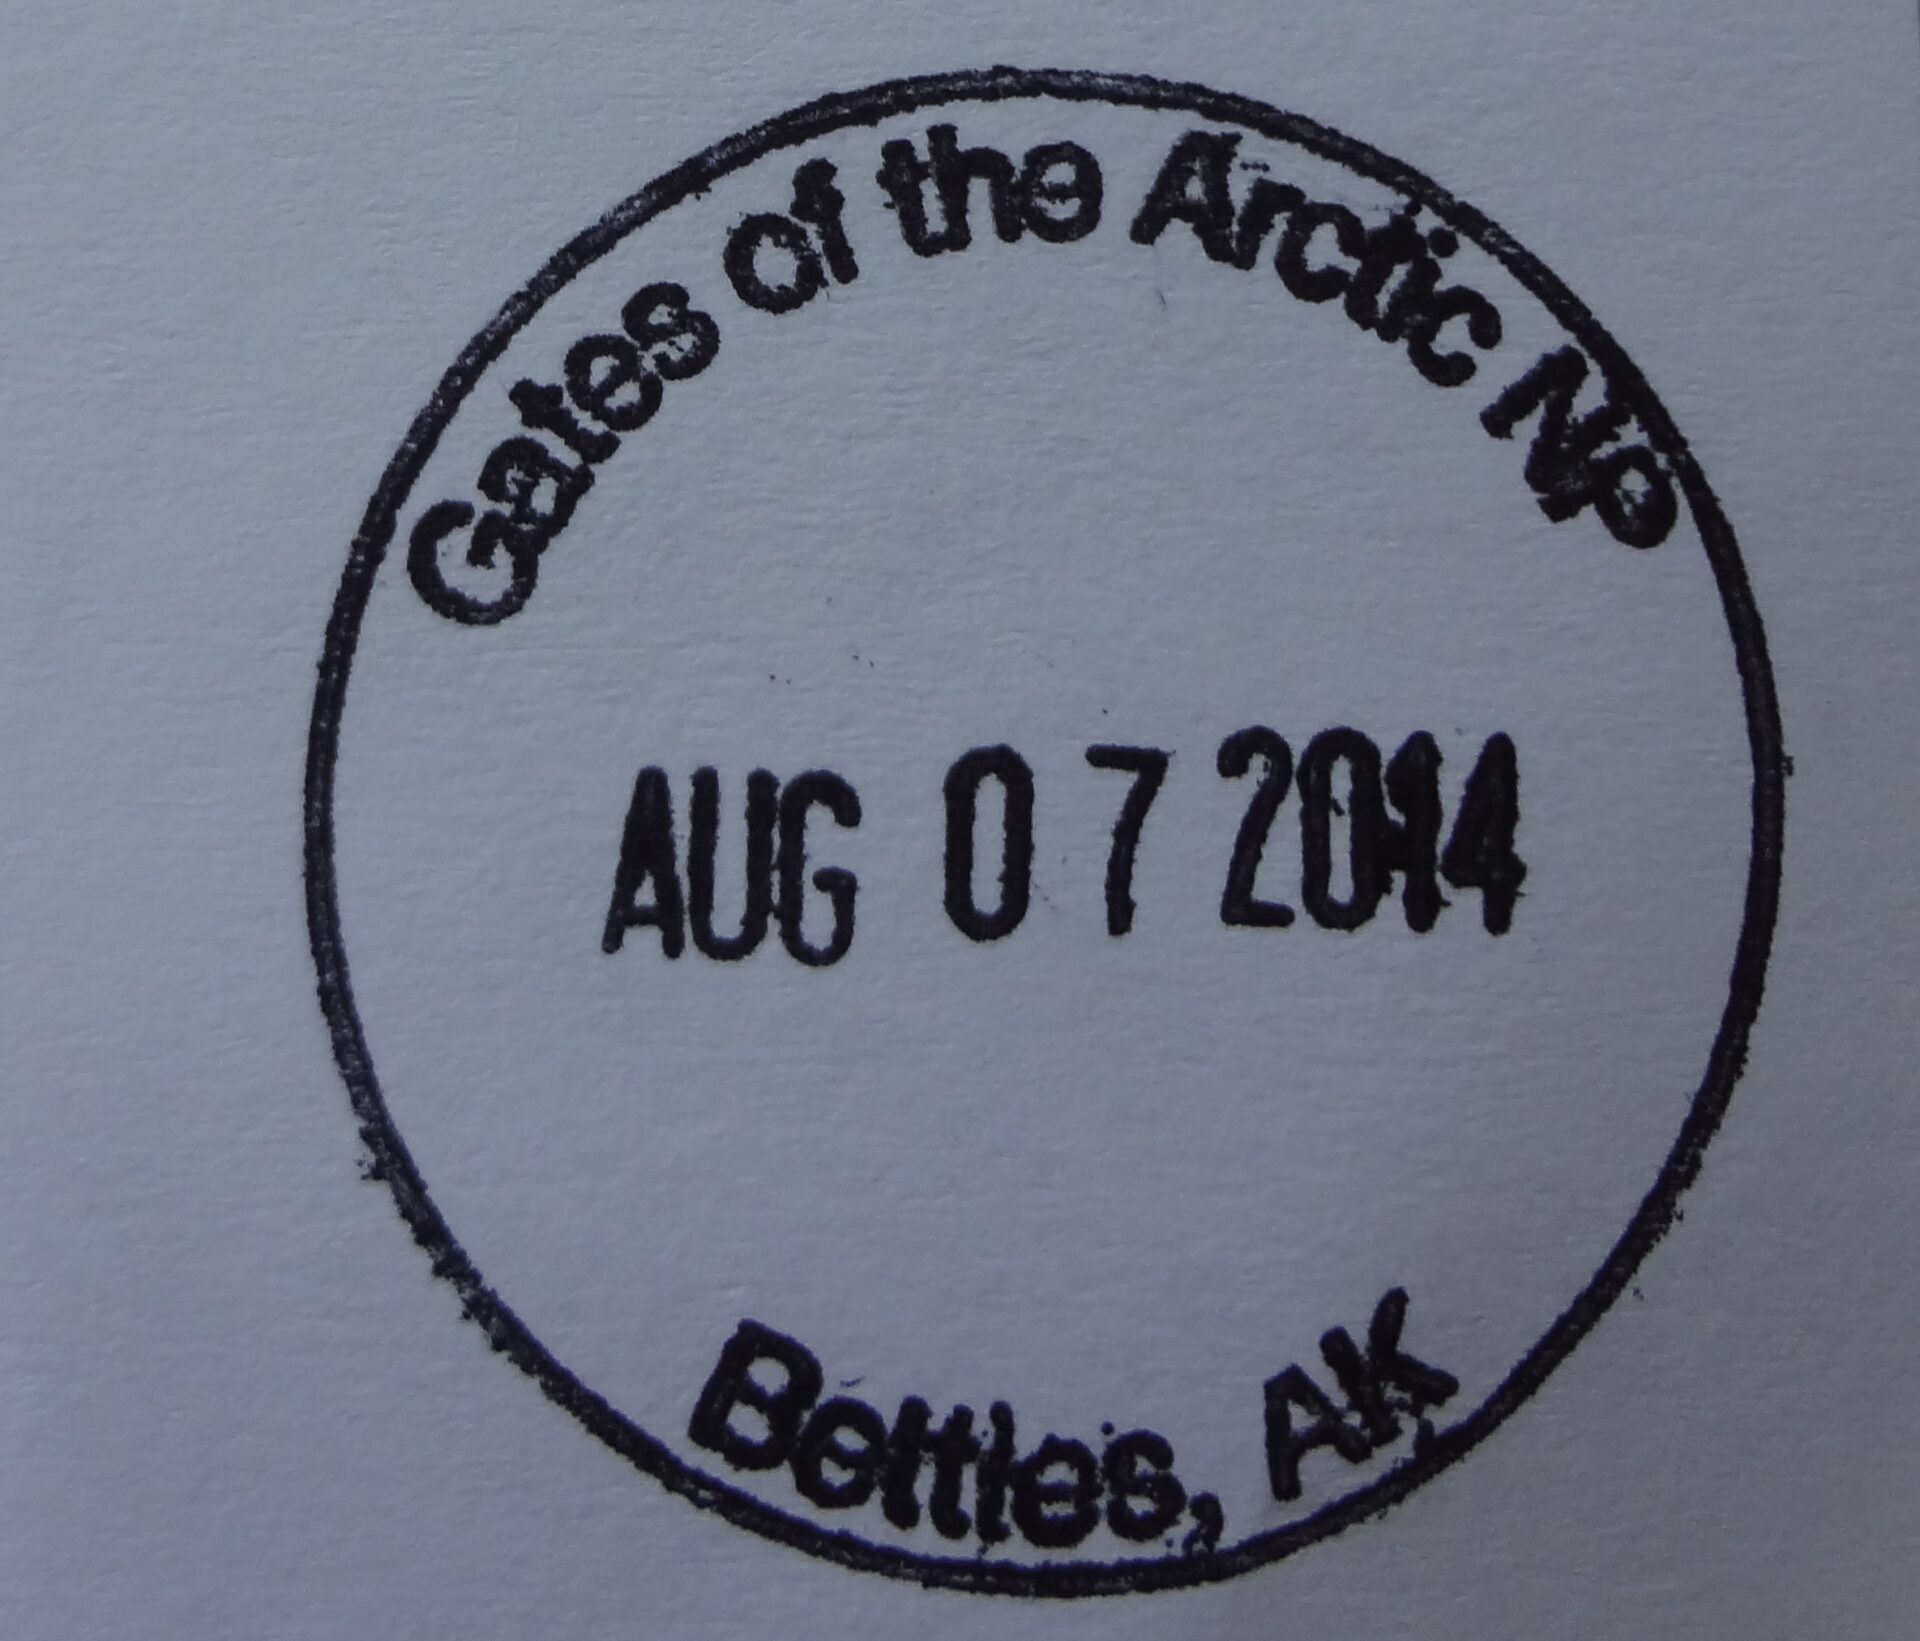 Gates of the Arctic NP
AUG 07 2014
Bettles, AK